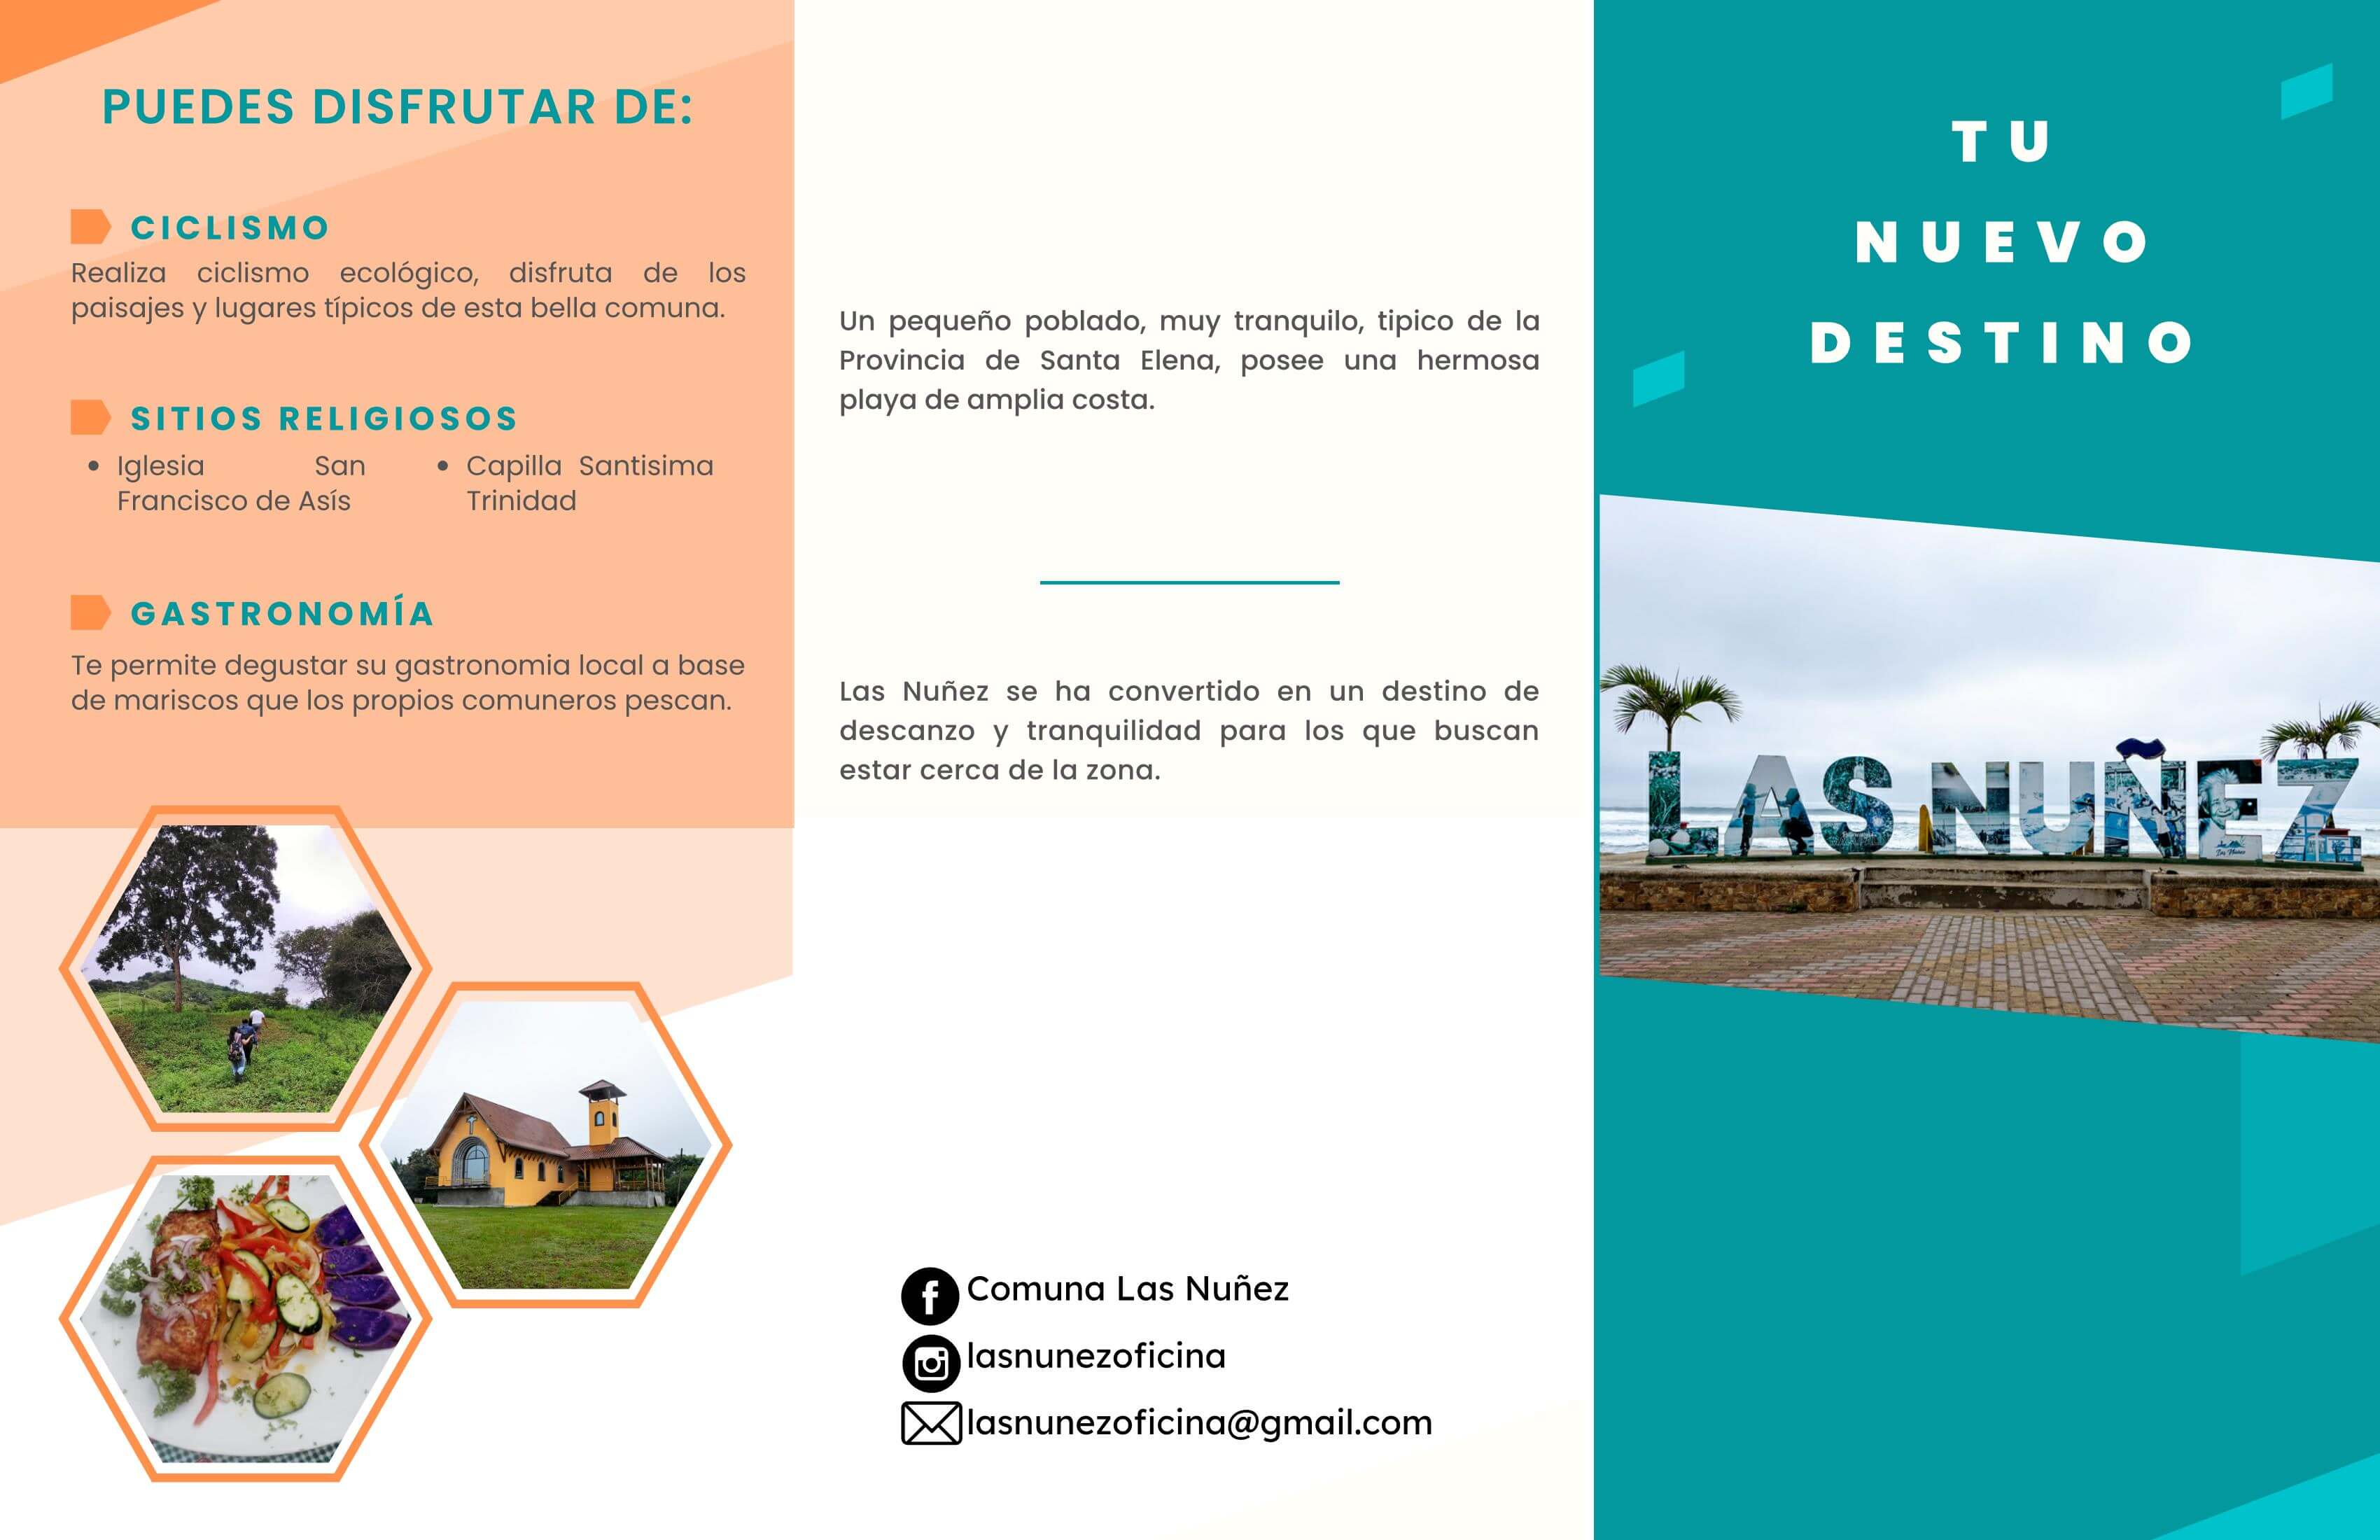 PUEDES DISFRUTAR DE:
CICLISMO
Realiza ciclismo ecológico, disfruta de los
paisajes y lugares típicos de esta bella comuna.
SITIOS RELIGIOSOS
• Iglesia San
Francisco de Asís
• Capilla Santisima
Trinidad
GASTRONOMÍA
Te permite degustar su gastronomia local a base
de mariscos que los propios comuneros pescan.
Un pequeño poblado, muy tranquilo, tipico de la
Provincia de Santa Elena, posee una hermosa
playa de amplia costa.
Las Nuñez se ha convertido en un destino de
descanzo y tranquilidad para los que buscan
estar cerca de la zona.
Comuna Las Nuñez
lasnunezoficina
lasnunezoficina@gmail.com
TU
NUEVO
DESTINO
LAS NUÑEZ